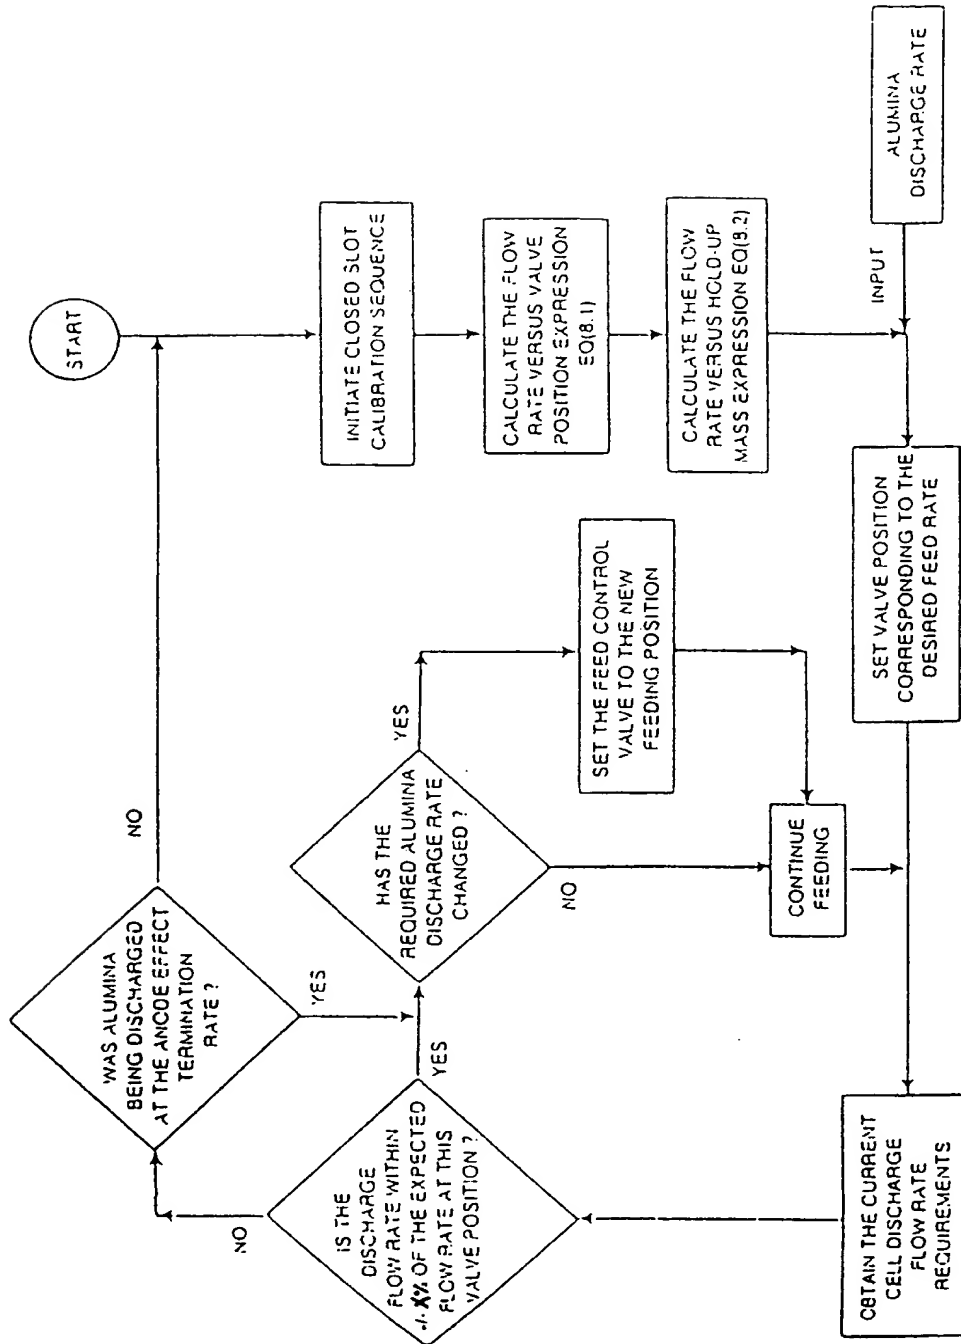 START
INITIATE CLOSED SLOT
CALIBRATION SEQUENCE
CALCULATE THE FLOW
RATE VERSUS VALVE
POSITION EXPRESSION
EQ(8.1)
CALCULATE THE FLOW
RATE VERSUS HOLD-UP
MASS EXPRESSION EQ(8.2)
ALUMINA
DISCHARGE RATE
INPUT
SET VALVE POSITION
CORRESPONDING TO THE
DESIRED FEED RATE
OBTAIN THE CURRENT
CELL DISCHARGE
FLOW RATE
REQUIREMENTS
IS THE
DISCHARGE
FLOW RATE WITHIN
X% OF THE EXPECTED
FLOW RATE AT THIS
VALVE POSITION ?
NO
YES
WAS ALUMINA
BEING DISCHARGED
AT THE ANODE EFFECT
TERMINATION
RATE ?
NO
YES
HAS THE
REQUIRED ALUMINA
DISCHARGE RATE
CHANGED ?
YES
NO
SET THE FEED CONTROL
VALVE TO THE NEW
FEEDING POSITION
CONTINUE
FEEDING